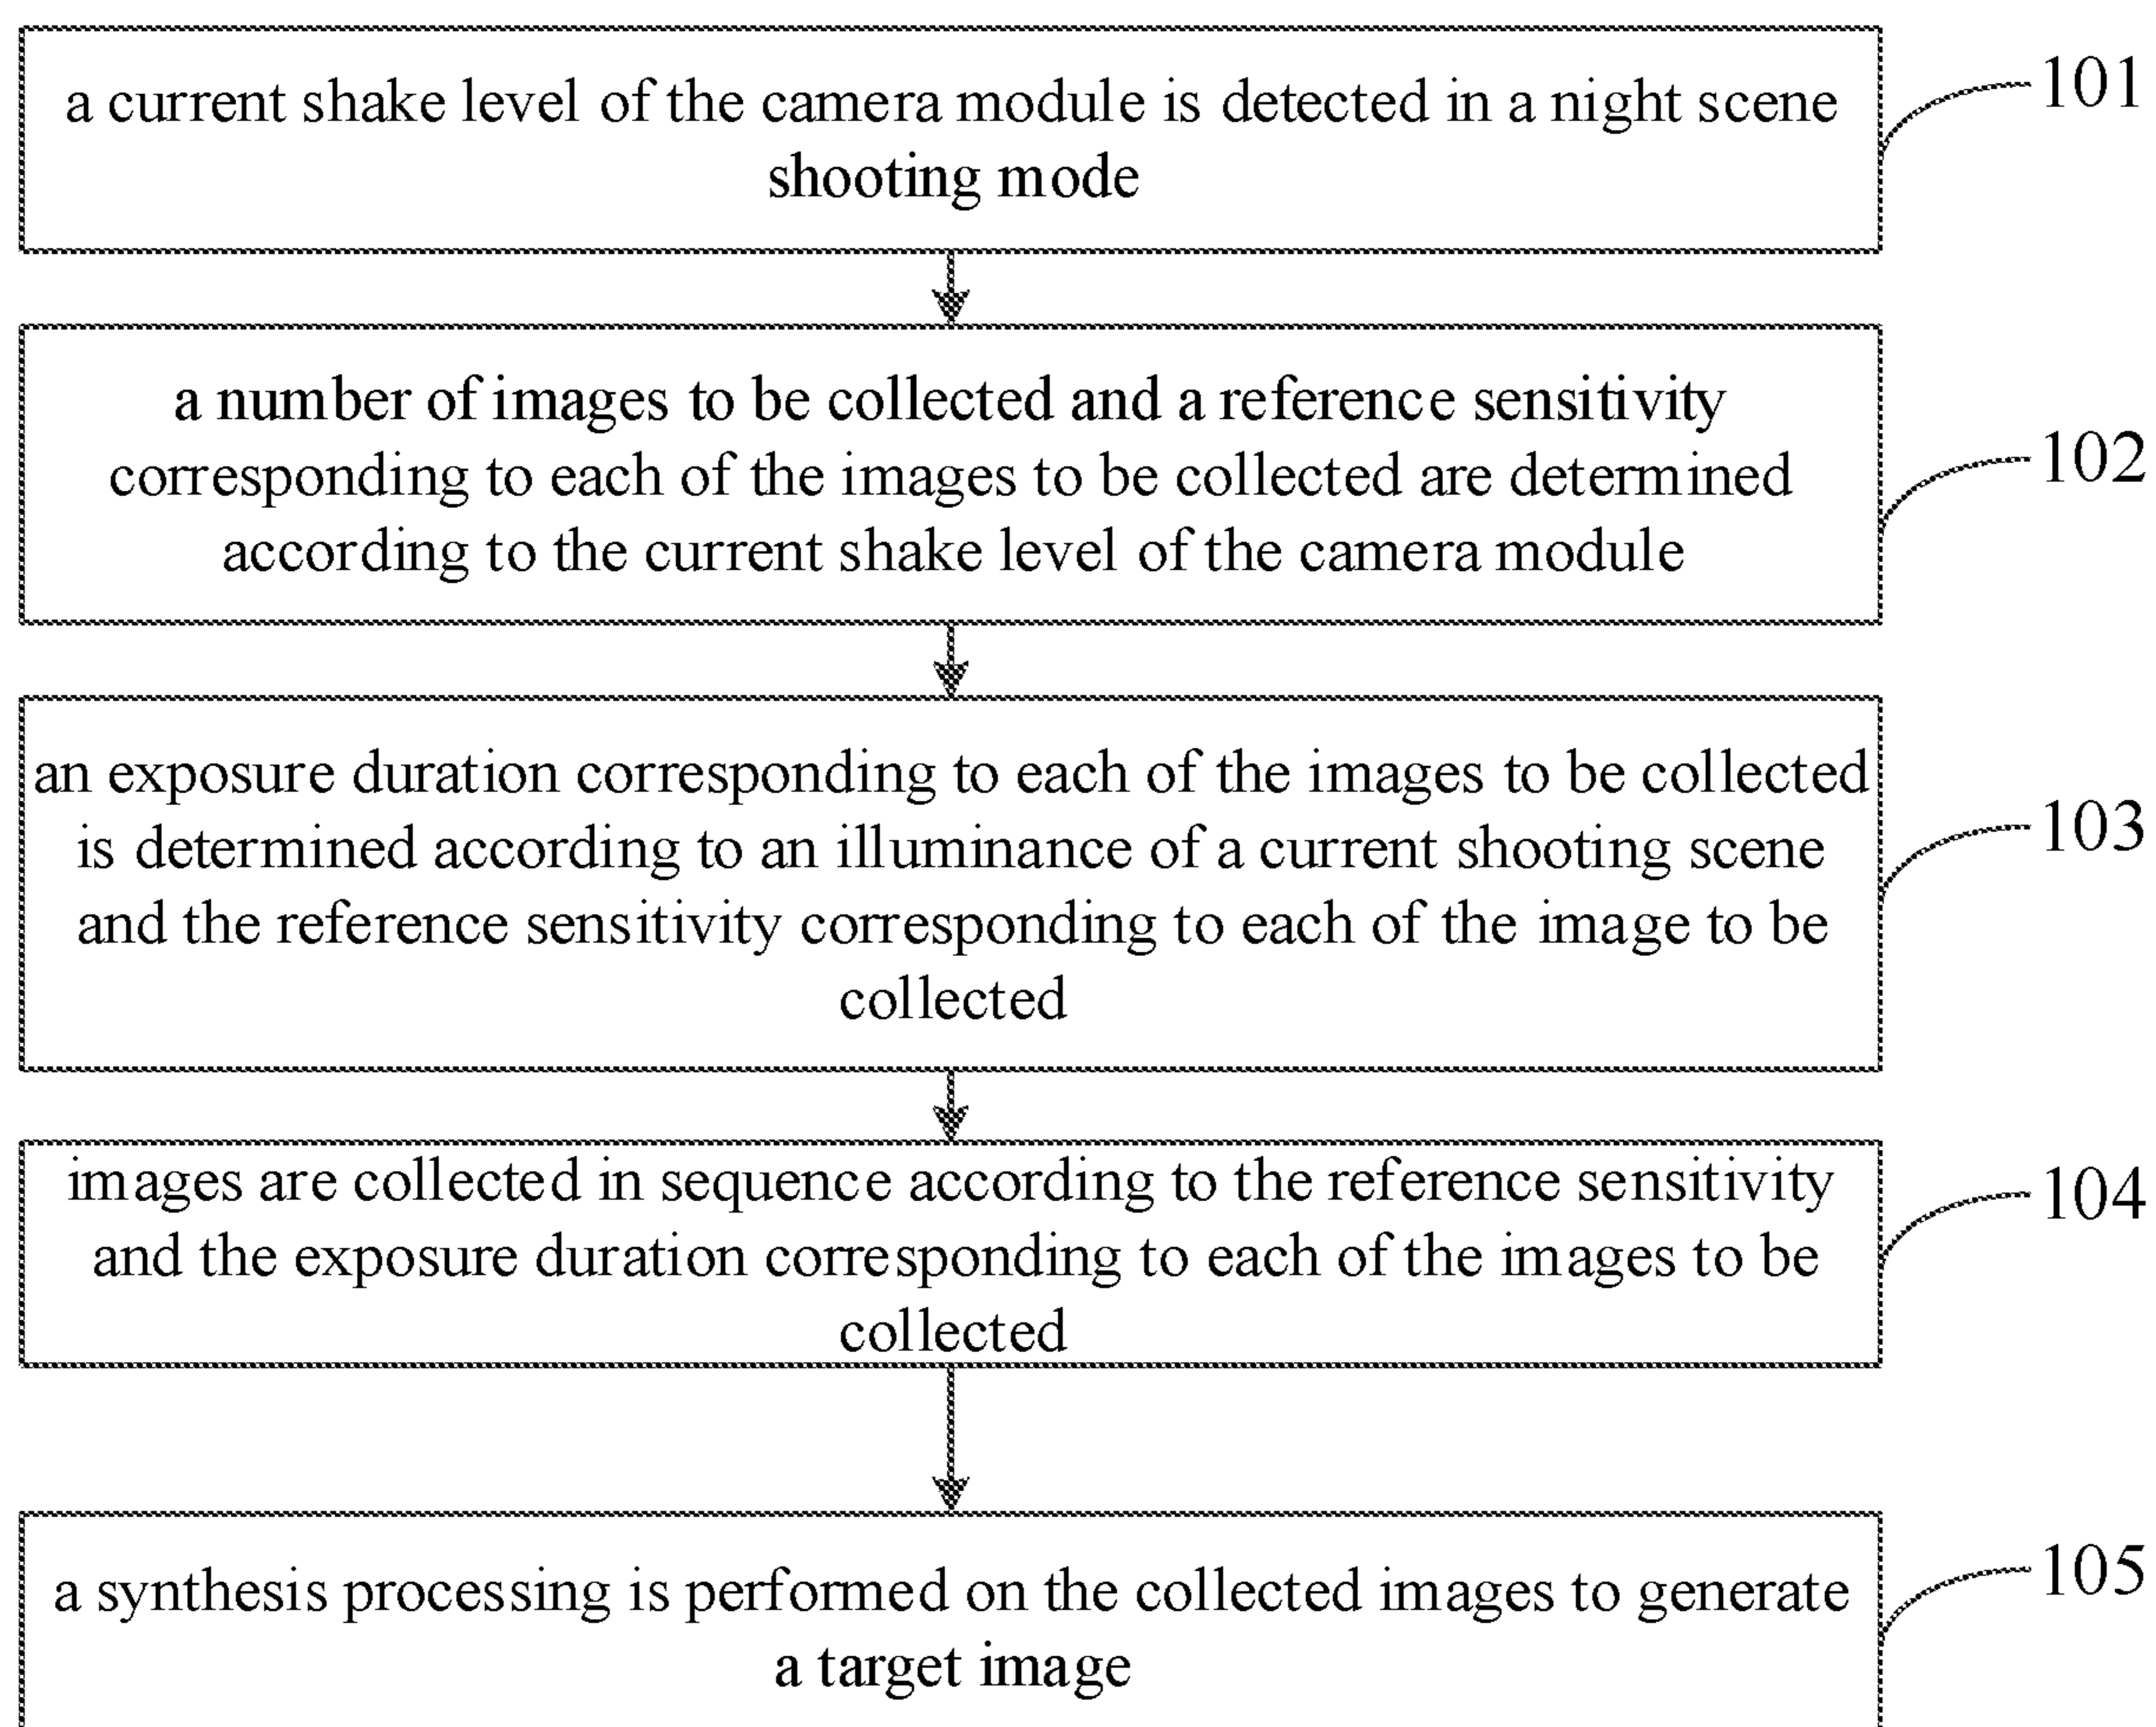 a current shake level of the camera module is detected in a night scene
shooting mode
101
a number of images to be collected and a reference sensitivity
corresponding to each of the images to be collected are determined
according to the current shake level of the camera module
102
an exposure duration corresponding to each of the images to be collected
is determined according to an illuminance of a current shooting scene
and the reference sensitivity corresponding to each of the image to be
collected
103
images are collected in sequence according to the reference sensitivity
and the exposure duration corresponding to each of the images to be
collected
104
a synthesis processing is performed on the collected images to generate
a target image
105